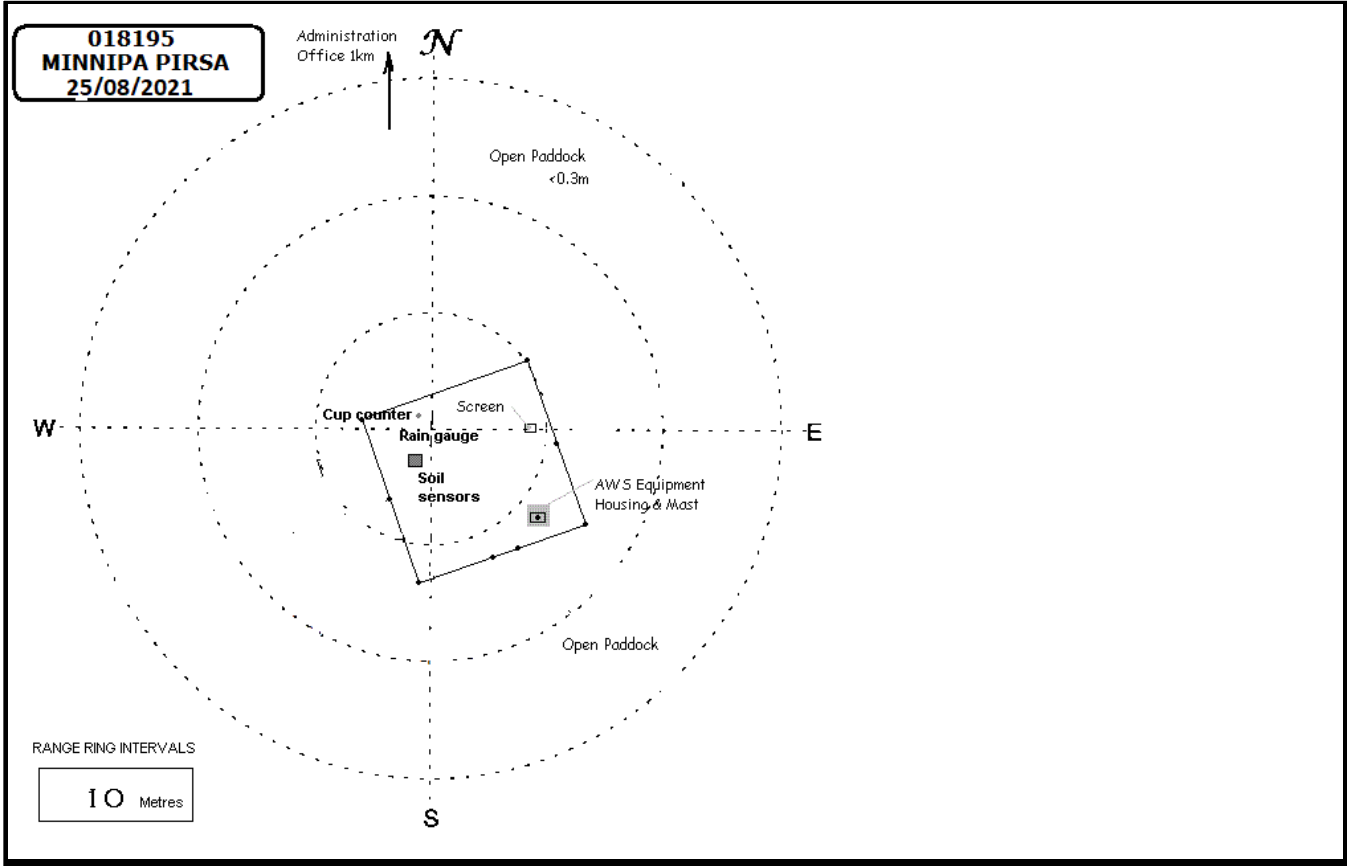 018195
MINNIPA PIRSA
25/08/2021
Administration
Office 1km
N
Open Paddock
<0.3m
Cup counter
Screen
W
E
Rain gauge
Soil
sensors
AWS Equipment
Housing & Mast
Open Paddock
RANGE RING INTERVALS
10 Metres
S